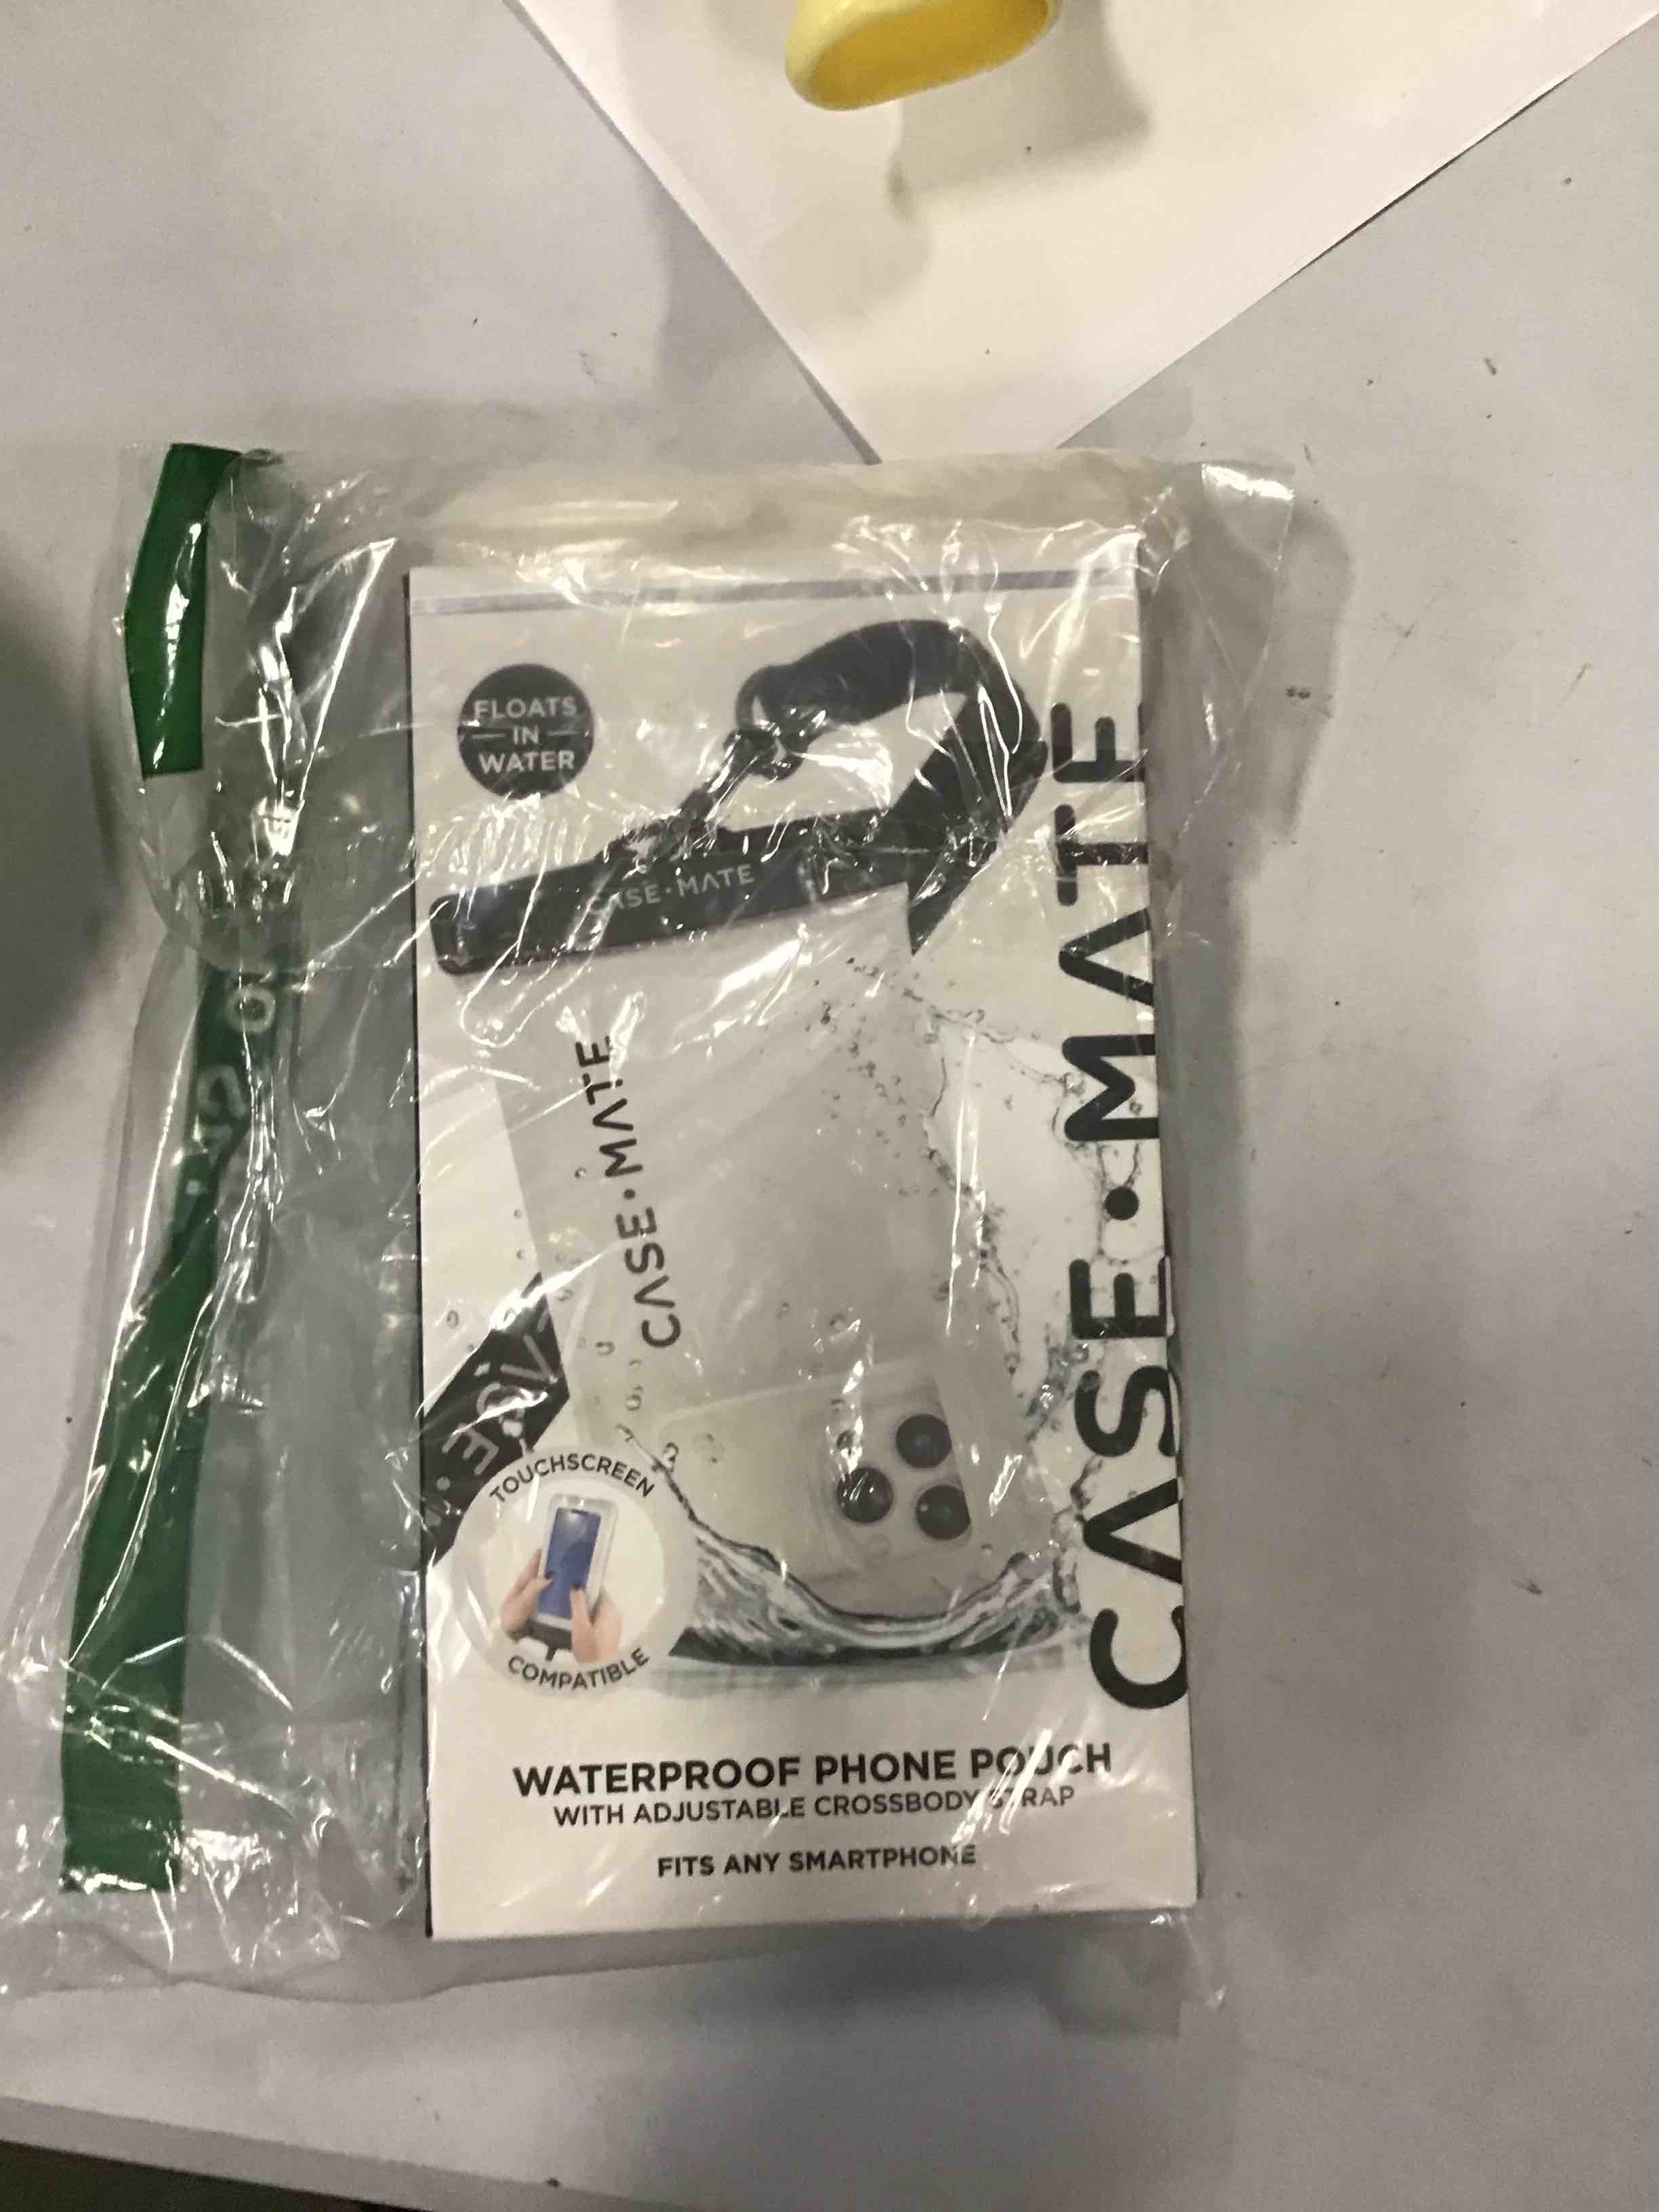 FLOATS
IN
WATER
CASE·MATE
CASE·MATE
CASE·MATE
TOUCHSCREEN
COMPATIBLE
WATERPROOF PHONE POUCH
WITH ADJUSTABLE CROSSBODY STRAP
FITS ANY SMARTPHONE